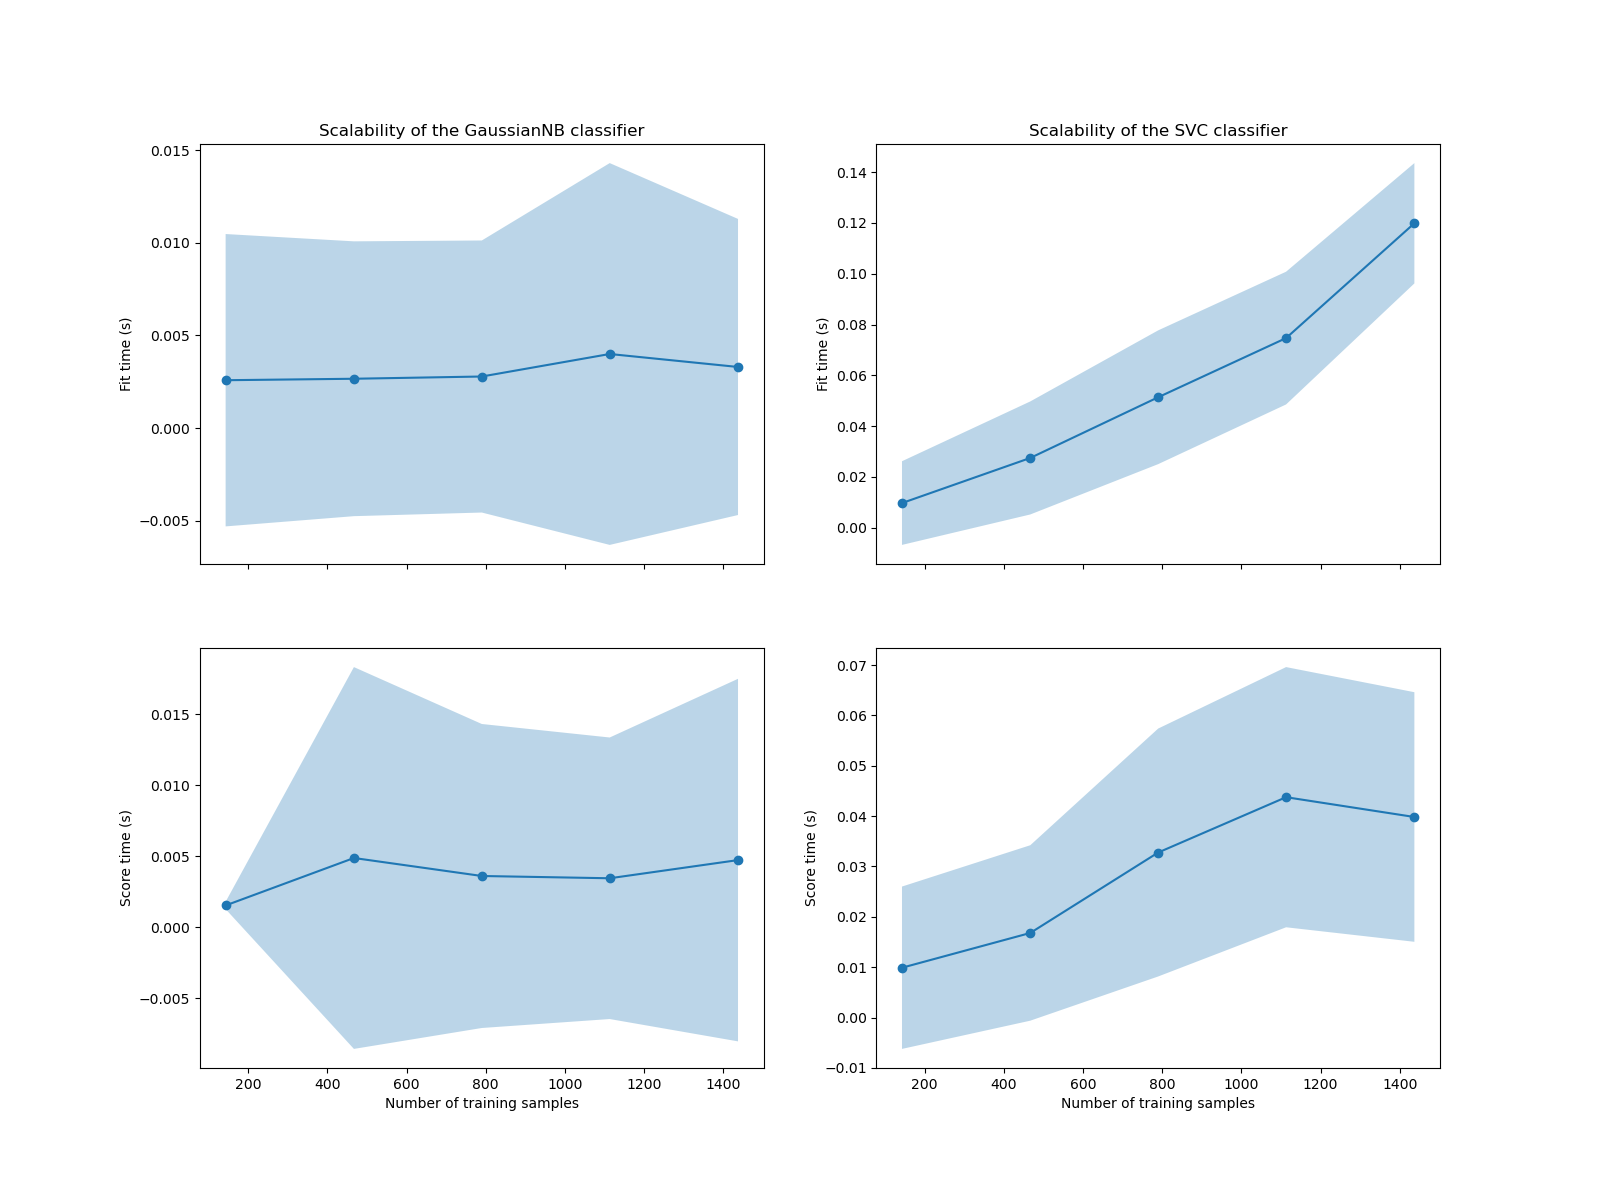 Scalability of the GaussianNB classifier
0.015
0.010
0.005
0.000
−0.005
Fit time (s)
Scalability of the SVC classifier
0.14
0.12
0.10
0.08
0.06
0.04
0.02
0.00
Fit time (s)
0.015
0.010
0.005
0.000
−0.005
Score time (s)
200 400 600 800 1000 1200 1400
Number of training samples
0.07
0.06
0.05
0.04
0.03
0.02
0.01
0.00
−0.01
Score time (s)
200 400 600 800 1000 1200 1400
Number of training samples